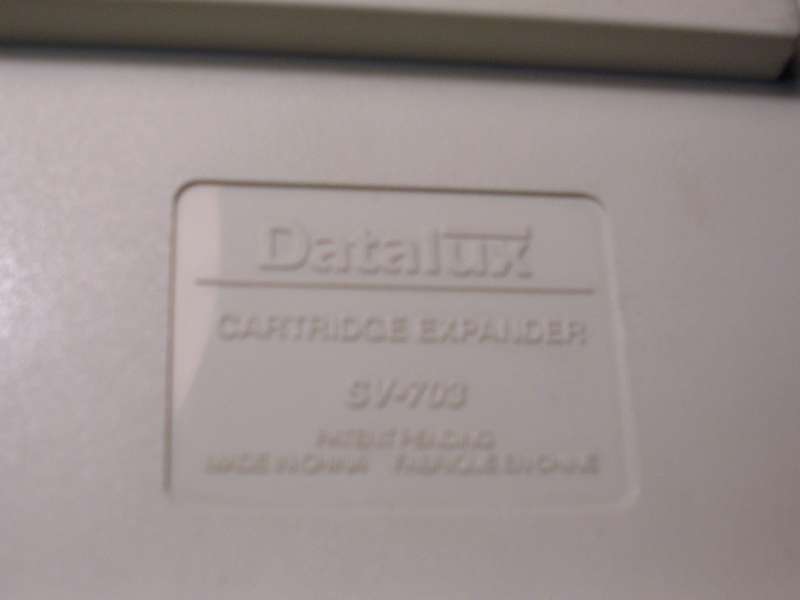 Datalux
CARTRIDGE EXPANDER
SV-703
PATENT PENDING
MADE IN CHINA FABRIQUE EN CHINE